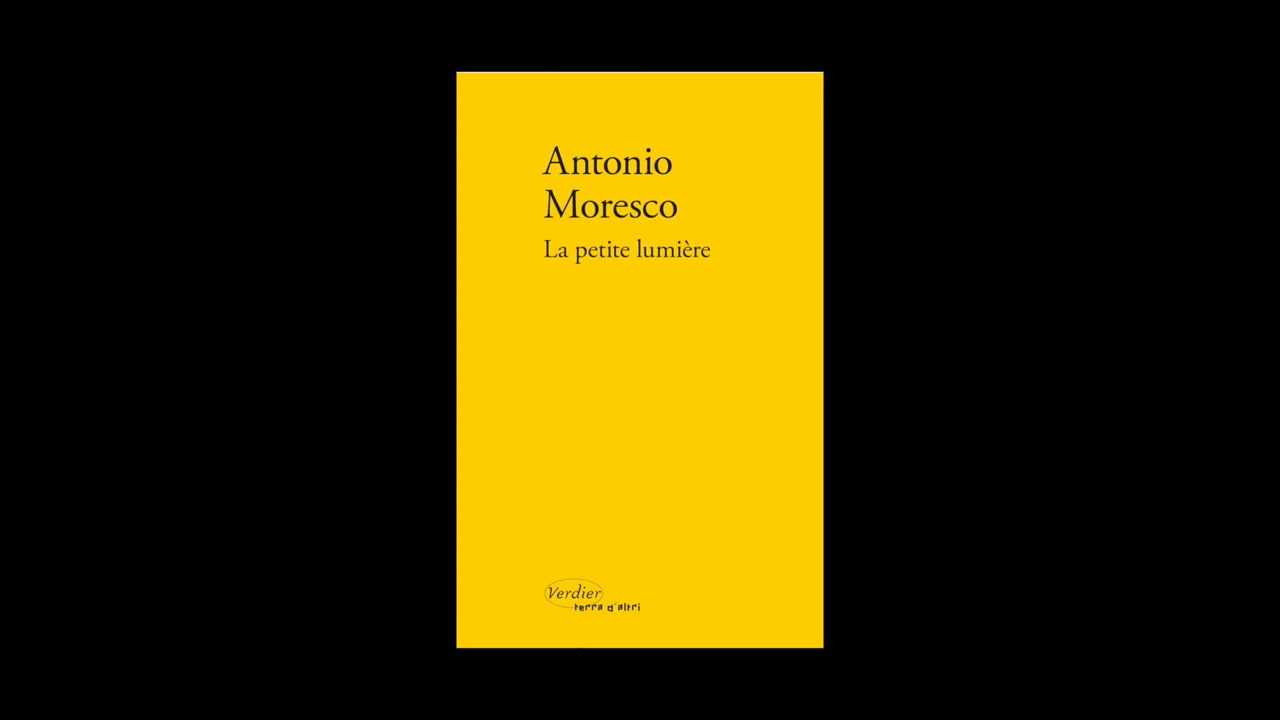 Antonio
Moresco
La petite lumière
Verdier
terra d'altri